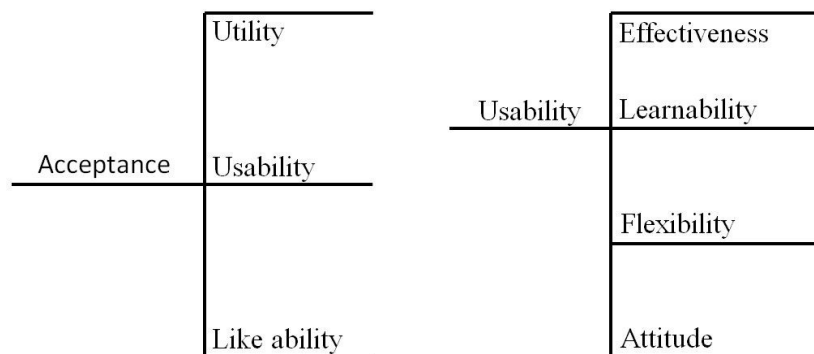 Utility
Acceptance
Usability
Like ability
Effectiveness
Usability
Learnability
Flexibility
Attitude